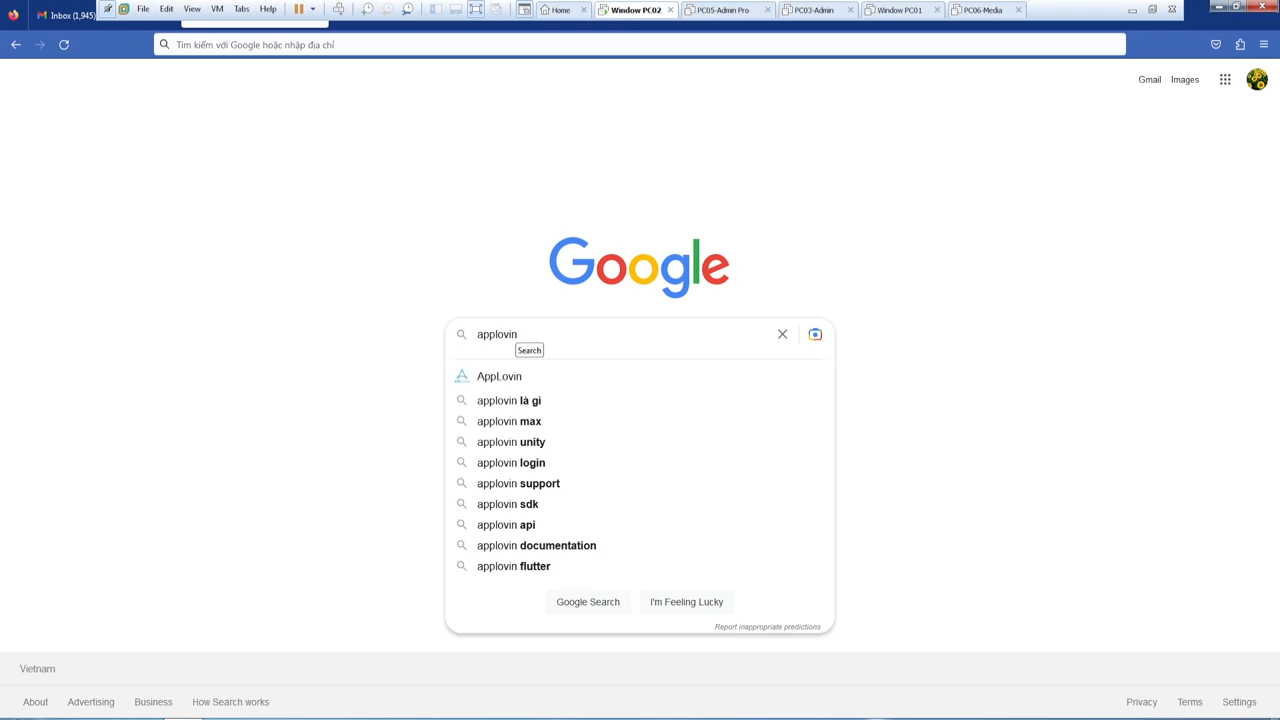 Inbox (1,945)
File Edit View VM Tabs Help
Home
Window PC02
PC05-Admin Pro
PC03-Admin
Window PC01
PC06-Media
Tìm kiếm với Google hoặc nhập địa chỉ
Gmail Images
Google
applovin
Search
AppLovin
applovin là gì
applovin max
applovin unity
applovin login
applovin support
applovin sdk
applovin api
applovin documentation
applovin flutter
Google Search I'm Feeling Lucky
Report inappropriate predictions
Vietnam
About Advertising Business How Search works Privacy Terms Settings